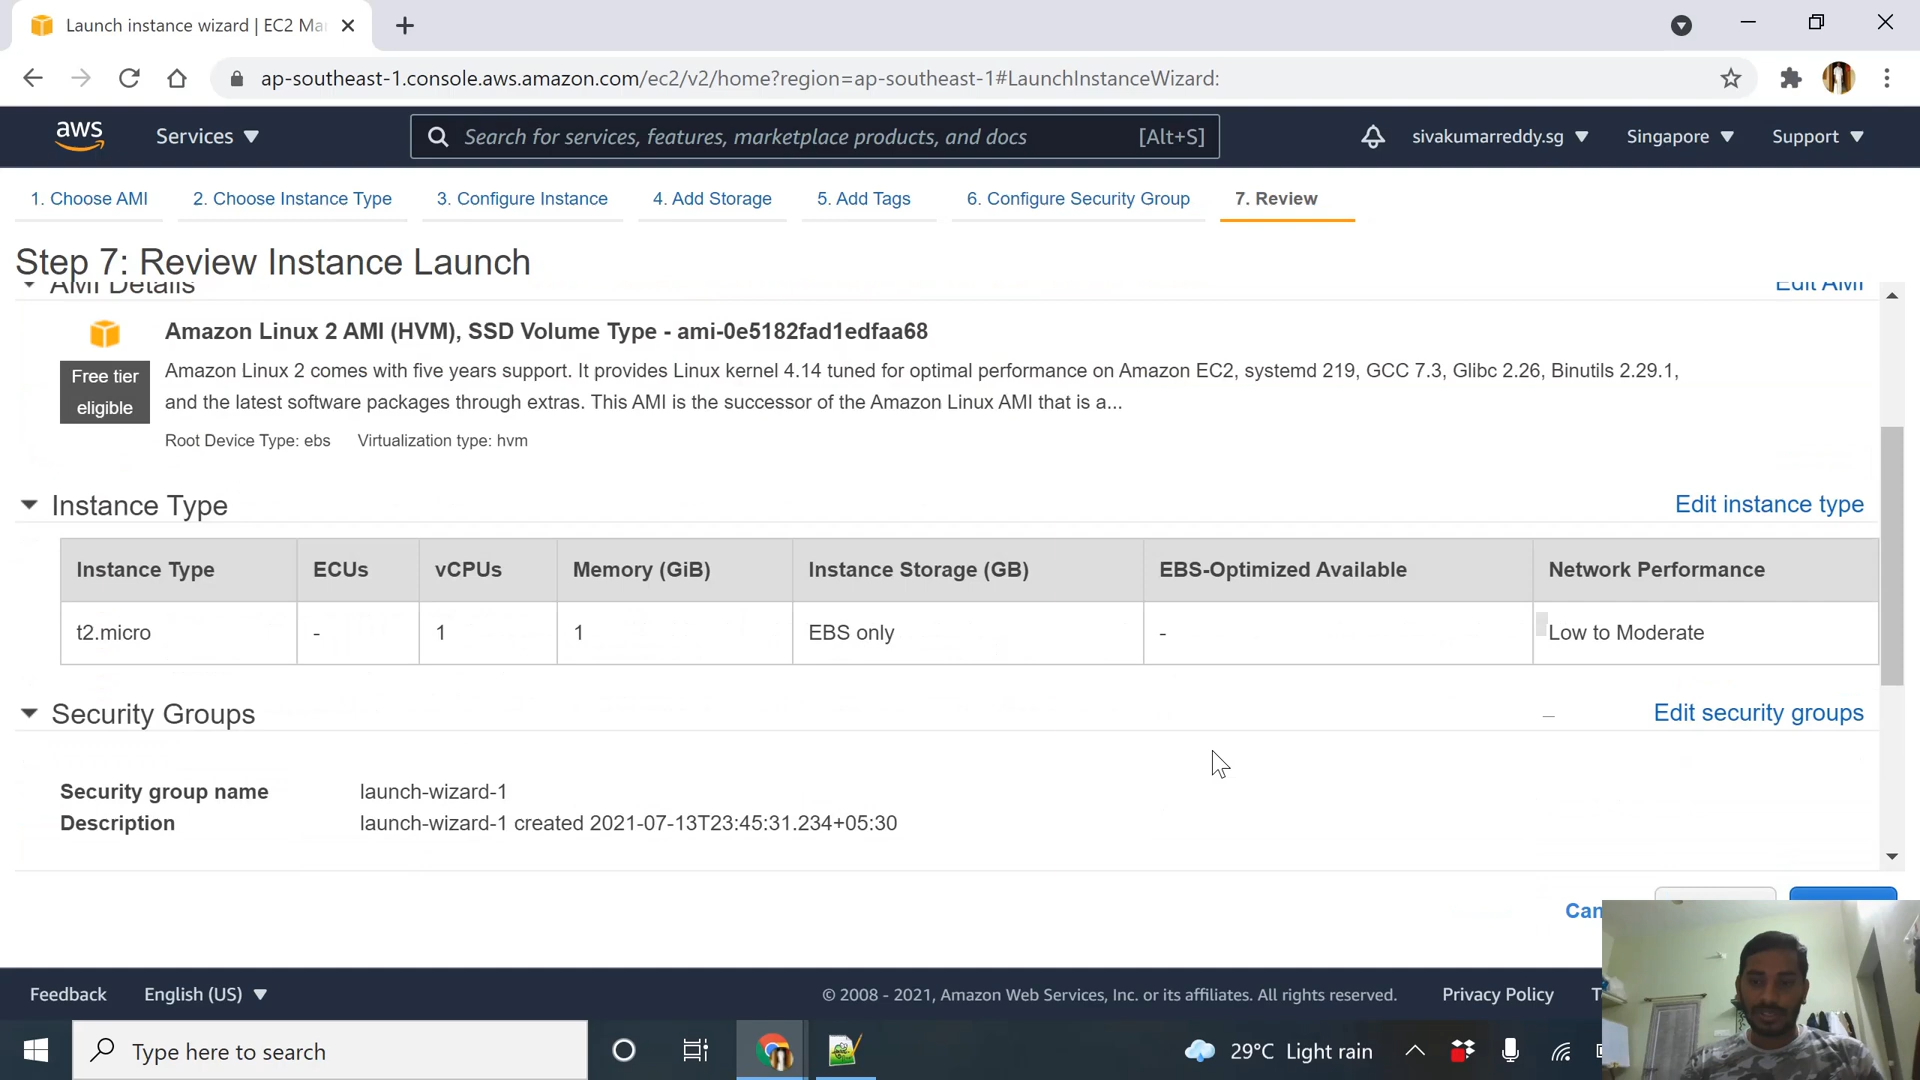 Launch instance wizard | EC2 Ma
ap-southeast-1.console.aws.amazon.com/ec2/v2/home?region=ap-southeast-1#LaunchInstanceWizard:
aws
Services
Search for services, features, marketplace products, and docs
[Alt+S]
sivakumarreddy.sg
Singapore
Support
1. Choose AMI
2. Choose Instance Type
3. Configure Instance
4. Add Storage
5. Add Tags
6. Configure Security Group
7. Review
Step 7: Review Instance Launch
AMI Details
Edit AMI
Amazon Linux 2 AMI (HVM), SSD Volume Type - ami-0e5182fad1edfaa68
Free tier
eligible
Amazon Linux 2 comes with five years support. It provides Linux kernel 4.14 tuned for optimal performance on Amazon EC2, systemd 219, GCC 7.3, Glibc 2.26, Binutils 2.29.1,
and the latest software packages through extras. This AMI is the successor of the Amazon Linux AMI that is a...
Root Device Type: ebs Virtualization type: hvm
Instance Type
Edit instance type
Instance Type ECUs vCPUs Memory (GiB) Instance Storage (GB) EBS-Optimized Available Network Performance
t2.micro - 1 1 EBS only - Low to Moderate
Security Groups
Edit security groups
Security group name launch-wizard-1
Description launch-wizard-1 created 2021-07-13T23:45:31.234+05:30
Can
Feedback
English (US)
© 2008 - 2021, Amazon Web Services, Inc. or its affiliates. All rights reserved.
Privacy Policy
T
Type here to search
29°C Light rain